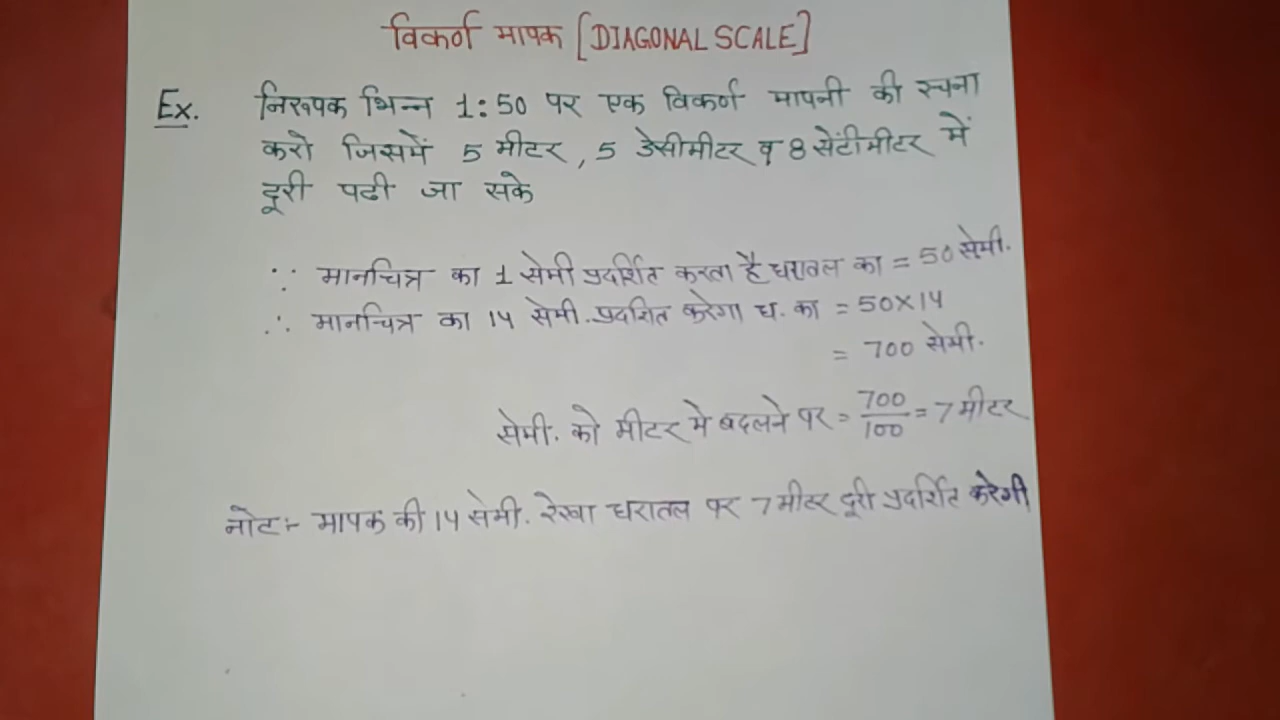 विकर्ण मापक [DIAGONAL SCALE]
Ex. निरूपक भिन्न 1:50 पर एक विकर्ण मापनी की रचना
करो जिसमें 5 मीटर, 5 डेसीमीटर व 8 सेंटीमीटर में
दूरी पढी जा सके
∵ मानचित्र का 1 सेमी प्रदर्शित करता है धरातल का = 50 सेमी.
∴ मानचित्र का 14 सेमी. प्रदर्शित करेगा ध. का = 50×14
= 700 सेमी.
सेमी. को मीटर मे बदलने पर = 700/100 = 7 मीटर
नोट:- मापक की 14 सेमी. रेखा धरातल पर 7 मीटर दूरी प्रदर्शित करेगी